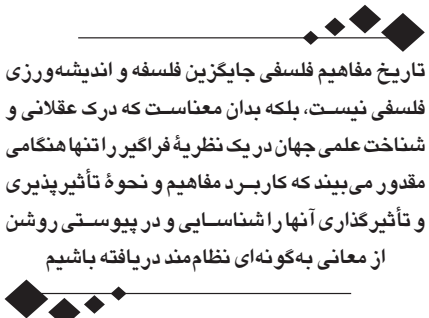 تاریخ مفاهیم فلسفی جایگزین فلسفه و اندیشه‌ورزی
فلسفی نیست، بلکه بدان معناست که درک عقلانی و
شناخت علمی جهان در یک نظریهٔ فراگیر را تنها هنگامی
مقدور می‌بیند که کاربرد مفاهیم و نحوهٔ تأثیرپذیری
و تأثیرگذاری آنها را شناسایی و در پیوستی روشن
از معانی به‌گونه‌ای نظام‌مند دریافته باشیم